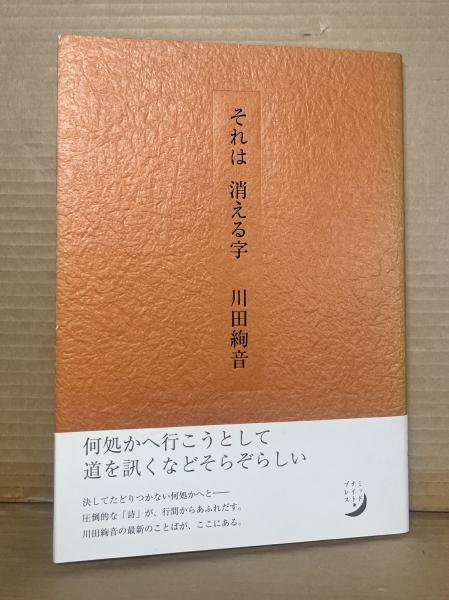 それは 消える字 川田絢音
何処かへ行こうとして
道を訊くなどそらぞらしい
決してたどりつかない何処かへと——
圧倒的な「詩」が、行間からあふれだす。
川田絢音の最新のことばが、ここにある。
ミッド
ナイト
プレス